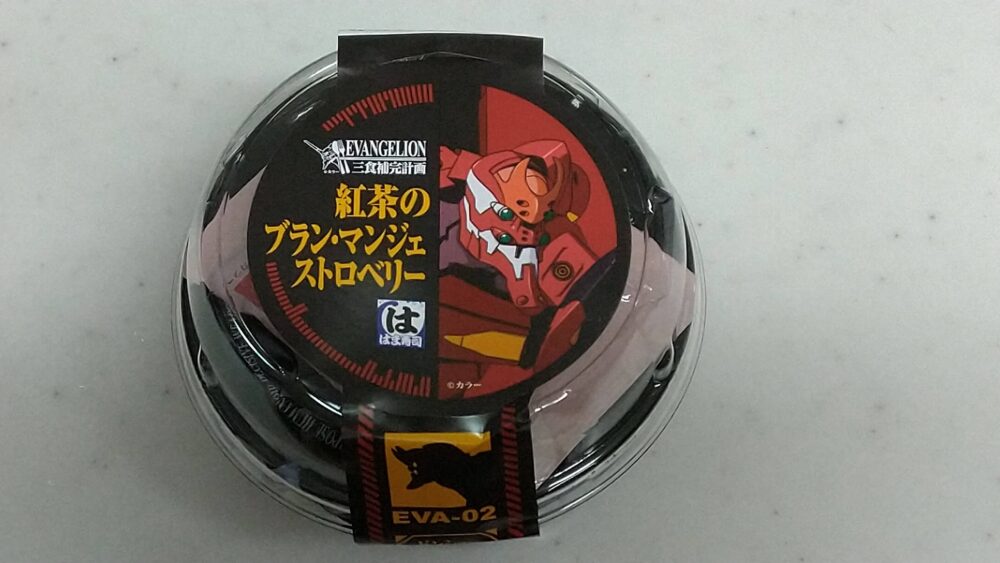 EVANGELION
三食補完計画
紅茶の
ブラン・マンジェ
ストロベリー
は
はま寿司
©カラー
EVA-02